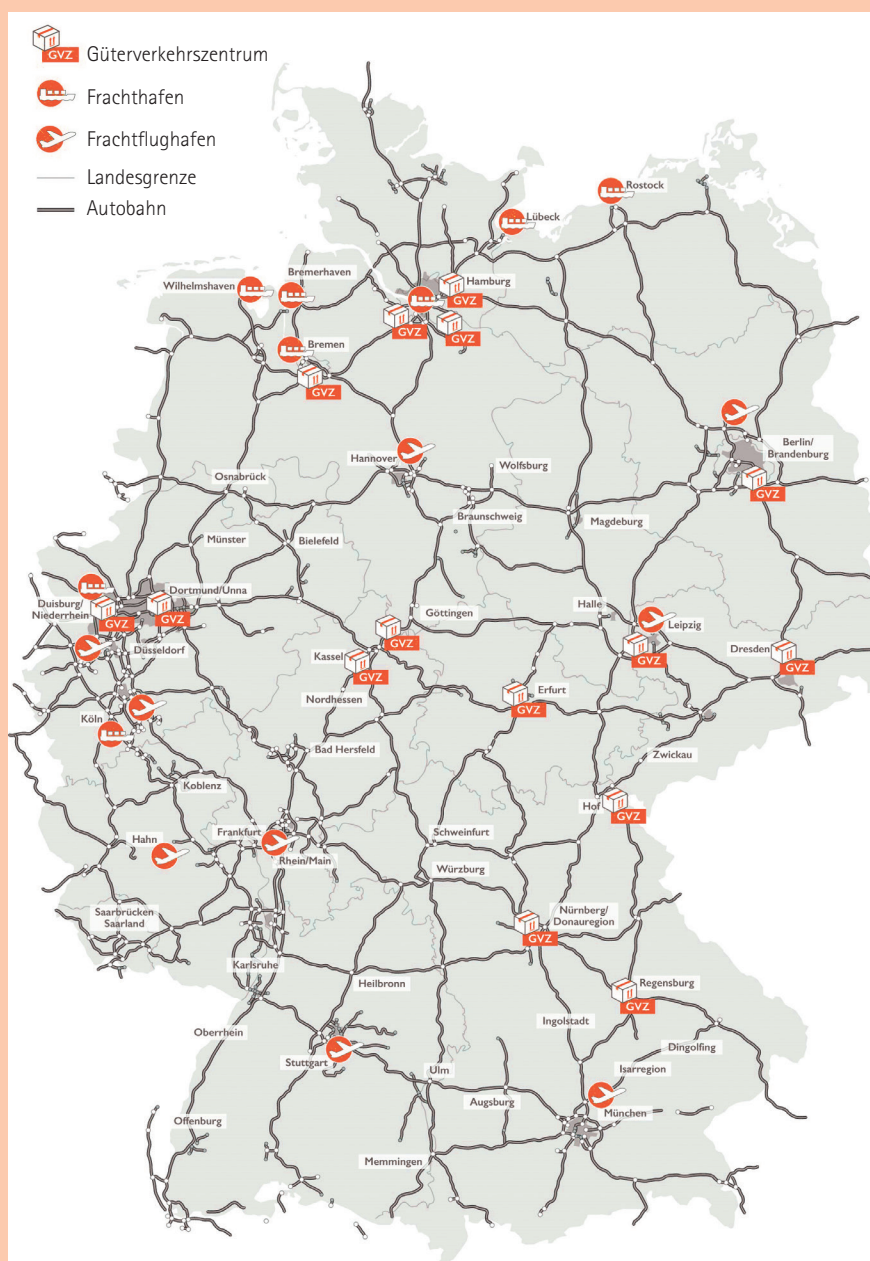 GVZ
Güterverkehrszentrum
Frachthafen
Frachtflughafen
Landesgrenze
Autobahn
Rostock
Lübeck
Bremerhaven
Wilhelmshaven
Hamburg
GVZ
GVZ
GVZ
Bremen
GVZ
Hannover
Wolfsburg
Berlin/
Brandenburg
GVZ
Osnabrück
Braunschweig
Magdeburg
Münster
Bielefeld
Dortmund/Unna
Duisburg/
Niederrhein
GVZ
GVZ
Göttingen
Halle
Leipzig
GVZ
Düsseldorf
Kassel
GVZ
GVZ
Dresden
GVZ
Nordhessen
Erfurt
GVZ
Köln
Bad Hersfeld
Zwickau
Koblenz
Hof
GVZ
Hahn
Frankfurt
Rhein/Main
Schweinfurt
Würzburg
Saarbrücken
Saarland
Nürnberg/
Donauregion
GVZ
Karlsruhe
Heilbronn
Regensburg
GVZ
Oberrhein
Ingolstadt
Dingolfing
Stuttgart
Ulm
Isarregion
Augsburg
München
Offenburg
Memmingen